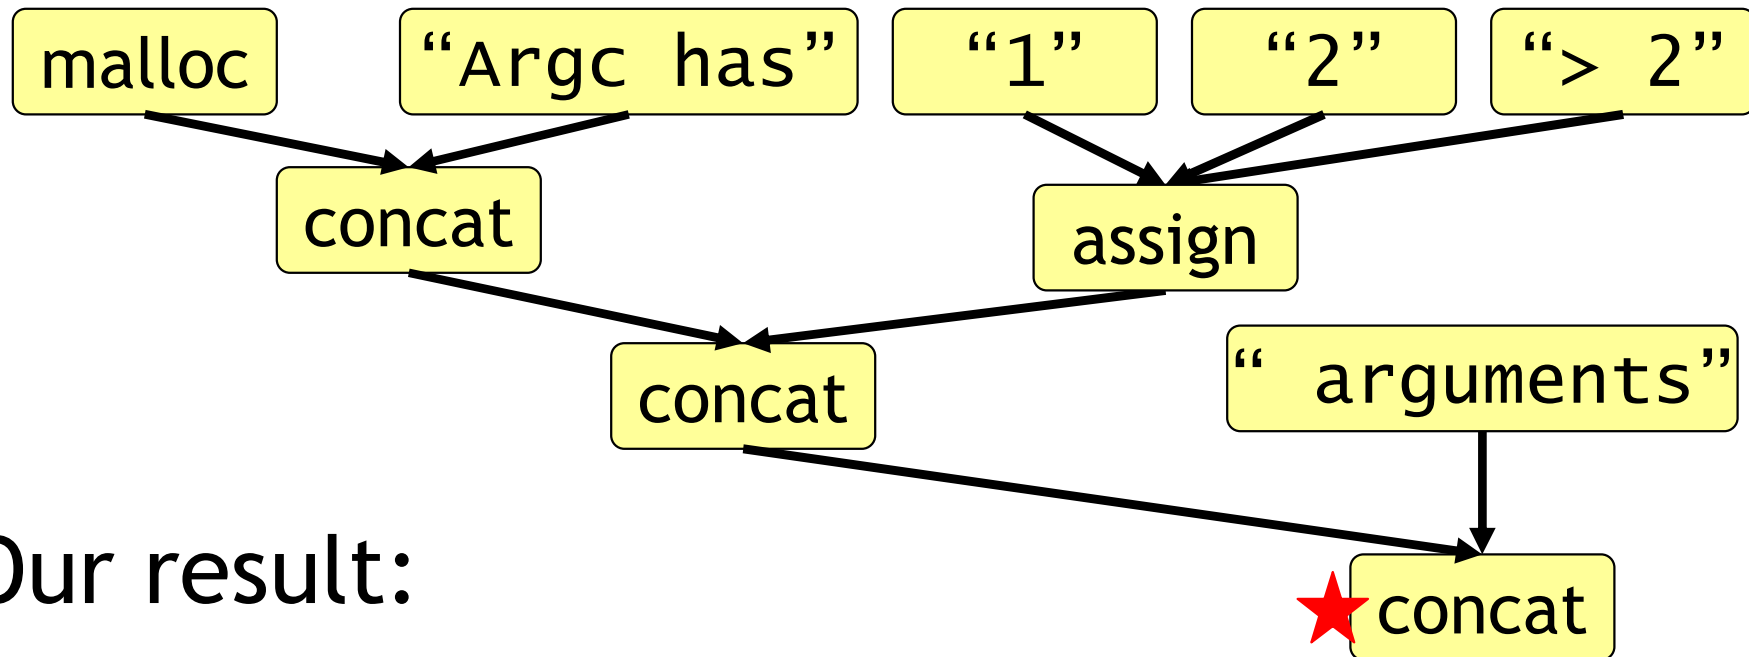 malloc
“Argc has”
“1”
“2”
“> 2”
concat
assign
concat
“ arguments”
Our result:
concat